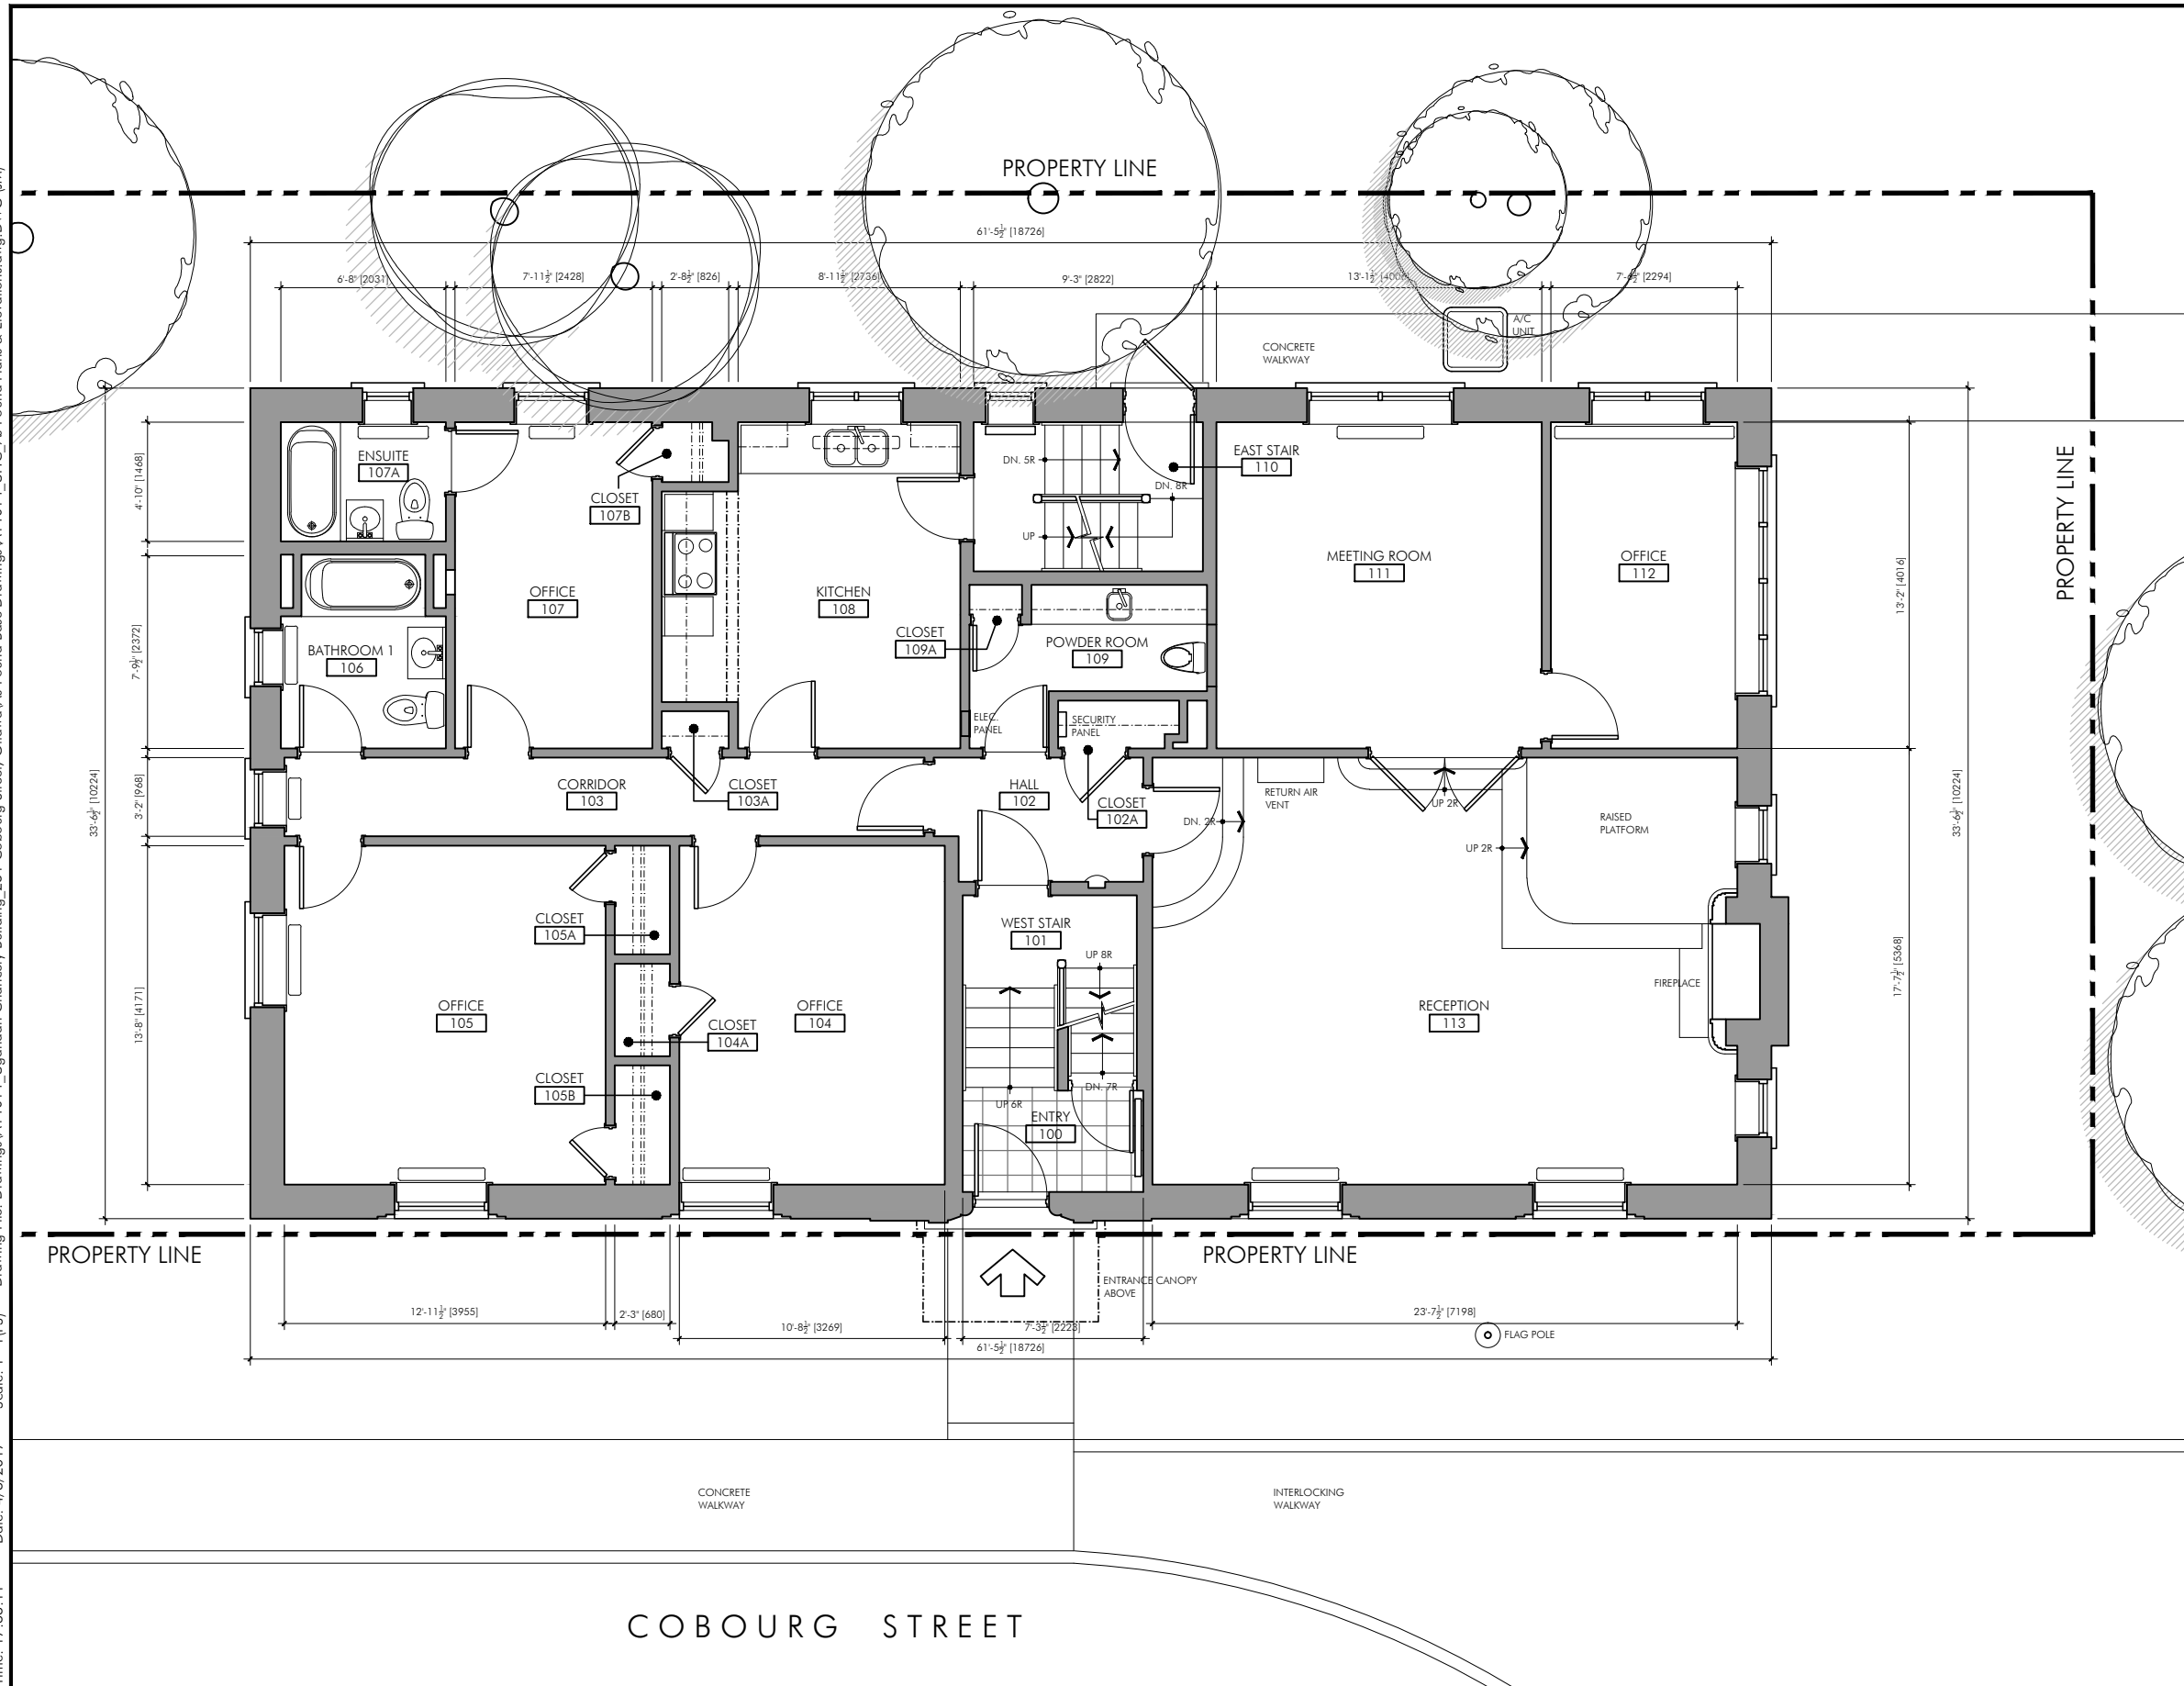 PROPERTY LINE
61'-5½" [18726]
6'-8" [2031]
7'-11½" [2428]
2'-8½" [826]
8'-11½" [2736]
9'-3" [2822]
13'-1½" [4006]
[2294]
A/C
UNIT
CONCRETE
WALKWAY
ENSUITE
107A
CLOSET
107B
DN. 5R
EAST STAIR
110
DN. 8R
UP
4'-10" [1468]
PROPERTY LINE
MEETING ROOM
111
OFFICE
112
OFFICE
107
KITCHEN
108
13'-2" [4016]
CLOSET
109A
POWDER ROOM
109
BATHROOM 1
106
7'-9½" [2372]
ELEC.
PANEL
SECURITY
PANEL
CORRIDOR
103
CLOSET
103A
HALL
102
CLOSET
102A
RETURN AIR
VENT
UP 2R
DN. 2R
RAISED
PLATFORM
UP 2R
3'-2" [968]
33'-6½" [10224]
33'-6½" [10224]
CLOSET
105A
WEST STAIR
101
UP 8R
FIREPLACE
17'-7½" [5368]
OFFICE
105
CLOSET
104A
OFFICE
104
RECEPTION
113
13'-8" [4171]
CLOSET
105B
DN. 7R
UP 6R
ENTRY
100
PROPERTY LINE
PROPERTY LINE
ENTRANCE CANOPY
ABOVE
12'-11½" [3955]
2'-3" [680]
10'-8½" [3269]
7'-3½" [2223]
23'-7½" [7198]
61'-5½" [18726]
FLAG POLE
CONCRETE
WALKWAY
INTERLOCKING
WALKWAY
COBOURG STREET